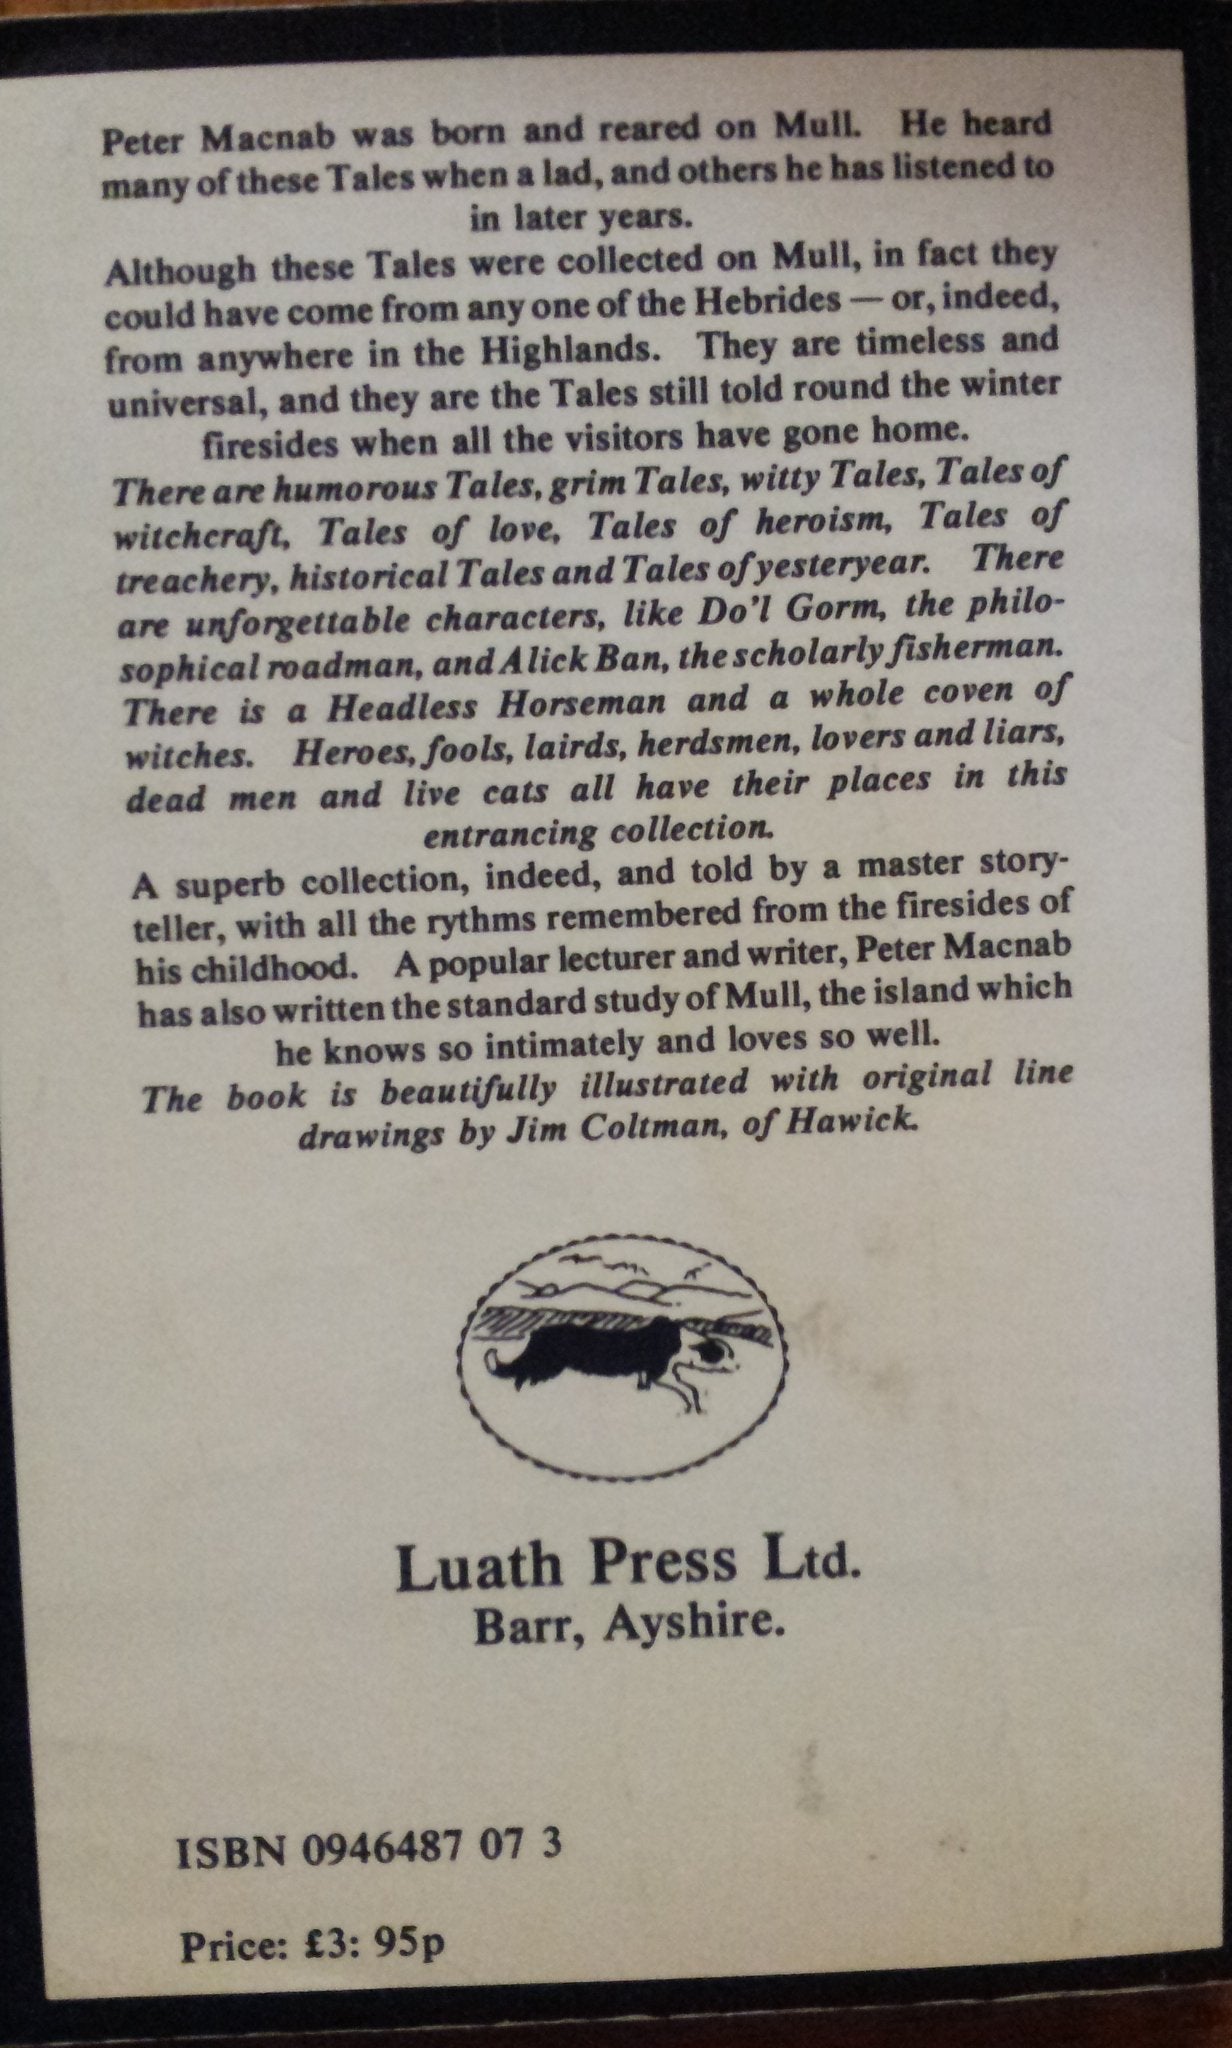 Peter Macnab was born and reared on Mull. He heard
many of these Tales when a lad, and others he has listened to
in later years.
Although these Tales were collected on Mull, in fact they
could have come from any one of the Hebrides — or, indeed,
from anywhere in the Highlands. They are timeless and
universal, and they are the Tales still told round the winter
firesides when all the visitors have gone home.
There are humorous Tales, grim Tales, witty Tales, Tales of
witchcraft, Tales of love, Tales of heroism, Tales of
treachery, historical Tales and Tales of yesteryear. There
are unforgettable characters, like Do'l Gorm, the philo-
sophical roadman, and Alick Ban, the scholarly fisherman.
There is a Headless Horseman and a whole coven of
witches. Heroes, fools, lairds, herdsmen, lovers and liars,
dead men and live cats all have their places in this
entrancing collection.
A superb collection, indeed, and told by a master story-
teller, with all the rythms remembered from the firesides of
his childhood. A popular lecturer and writer, Peter Macnab
has also written the standard study of Mull, the island which
he knows so intimately and loves so well.
The book is beautifully illustrated with original line
drawings by Jim Coltman, of Hawick.
Luath Press Ltd.
Barr, Ayshire.
ISBN 0946487 07 3
Price: £3: 95p